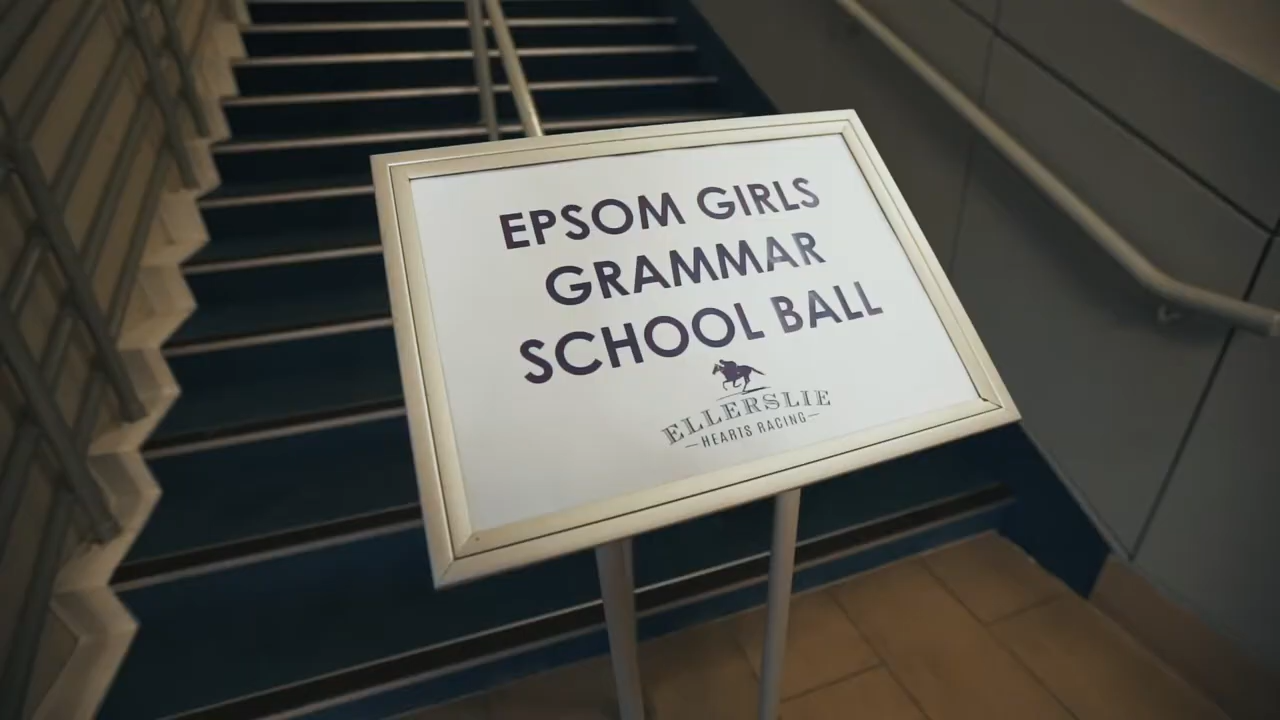 EPSOM GIRLS
GRAMMAR
SCHOOL BALL
ELLERSLIE
—HEARTS RACING—